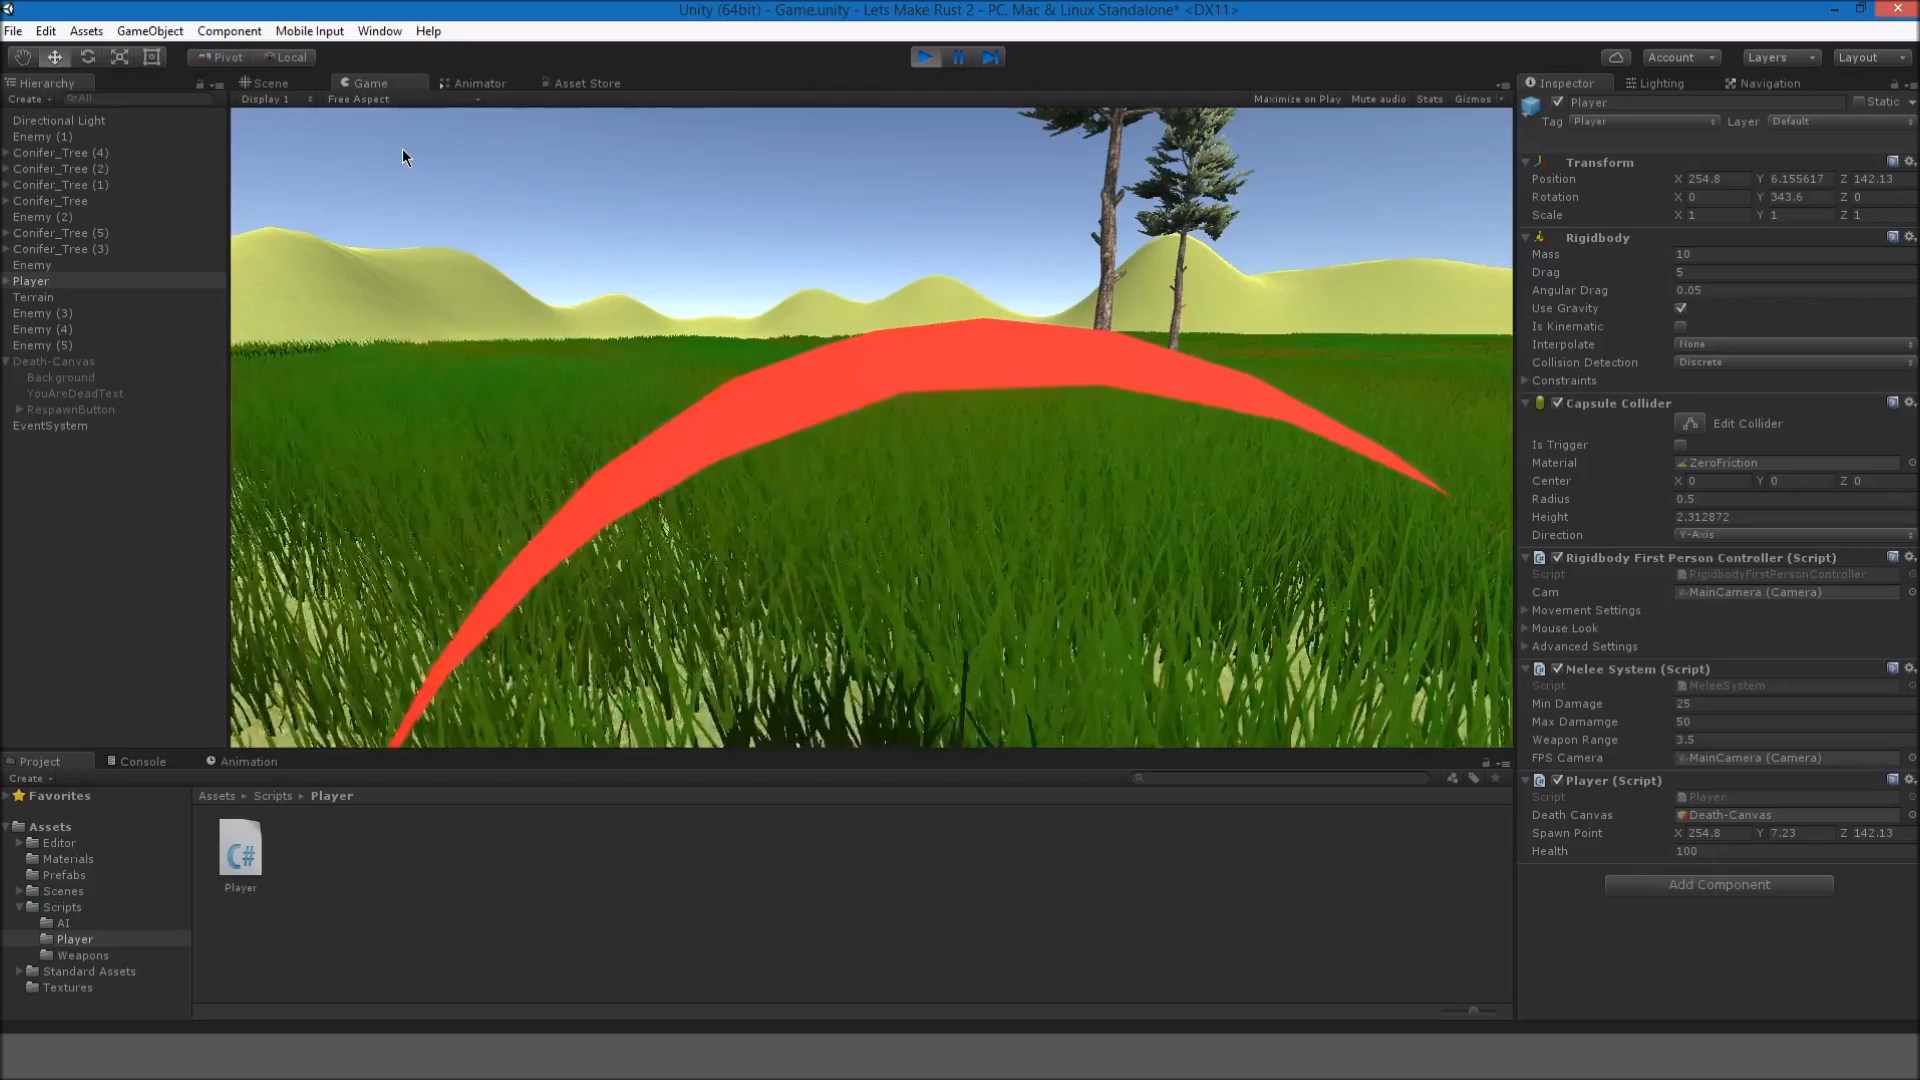 Unity (64bit) - Game.unity - Lets Make Rust 2 - PC, Mac & Linux Standalone* <DX11>
File Edit Assets GameObject Component Mobile Input Window Help
Pivot Local Account Layers Layout
Hierarchy
Create All
Directional Light
Enemy (1)
Conifer_Tree (4)
Conifer_Tree (2)
Conifer_Tree (1)
Conifer_Tree
Enemy (2)
Conifer_Tree (5)
Conifer_Tree (3)
Enemy
Player
Terrain
Enemy (3)
Enemy (4)
Enemy (5)
Death-Canvas
Background
YouAreDeadText
RespawnButton
EventSystem
Scene Game Animator Asset Store
Display 1 Free Aspect Maximize on Play Mute audio Stats Gizmos
Inspector Lighting Navigation
Player Static
Tag Player Layer Default
Transform
Position X 254.8 Y 6.155617 Z 142.13
Rotation X 0 Y 343.6 Z 0
Scale X 1 Y 1 Z 1
Rigidbody
Mass 10
Drag 5
Angular Drag 0.05
Use Gravity
Is Kinematic
Interpolate None
Collision Detection Discrete
Constraints
Capsule Collider
Edit Collider
Is Trigger
Material ZeroFriction
Center X 0 Y 0 Z 0
Radius 0.5
Height 2.312872
Direction Y-Axis
Rigidbody First Person Controller (Script)
Script RigidbodyFirstPersonController
Cam MainCamera (Camera)
Movement Settings
Mouse Look
Advanced Settings
Melee System (Script)
Script MeleeSystem
Min Damage 25
Max Damamge 50
Weapon Range 3.5
FPS Camera MainCamera (Camera)
Player (Script)
Script Player
Death Canvas Death-Canvas
Spawn Point X 254.8 Y 7.23 Z 142.13
Health 100
Add Component
Project Console Animation
Create
Favorites
Assets
Editor
Materials
Prefabs
Scenes
Scripts
AI
Player
Weapons
Standard Assets
Textures
Assets Scripts Player
C#
Player